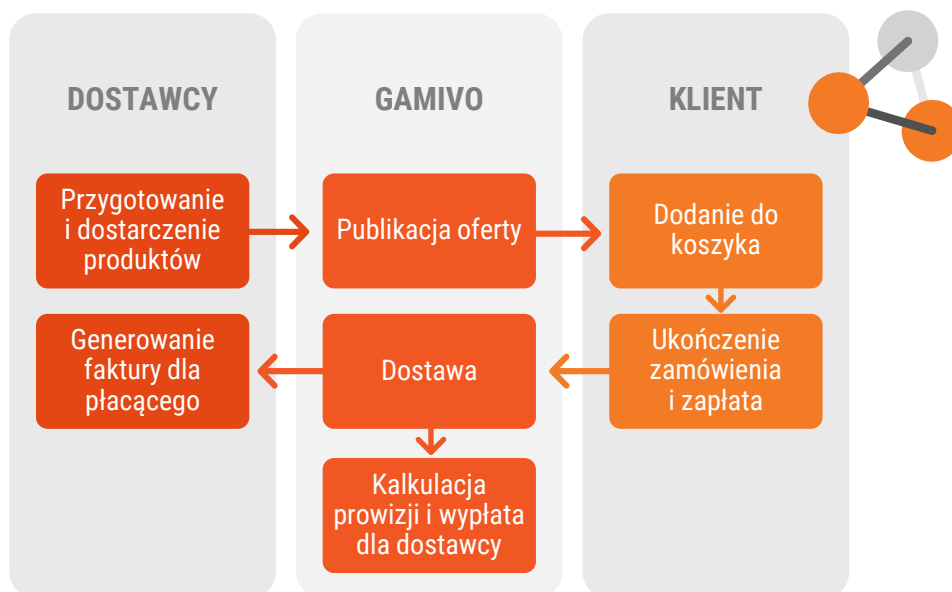 DOSTAWCY
GAMIVO
KLIENT
Przygotowanie
i dostarczenie
produktów
Publikacja oferty
Dodanie do
koszyka
Generowanie
faktury dla
płacącego
Dostawa
Ukończenie
zamówienia
i zapłata
Kalkulacja
prowizji i wypłata
dla dostawcy